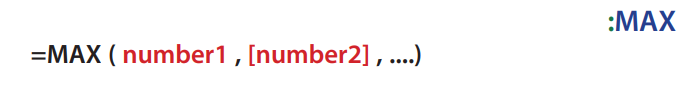 :MAX
=MAX ( number1 , [number2] , ....)